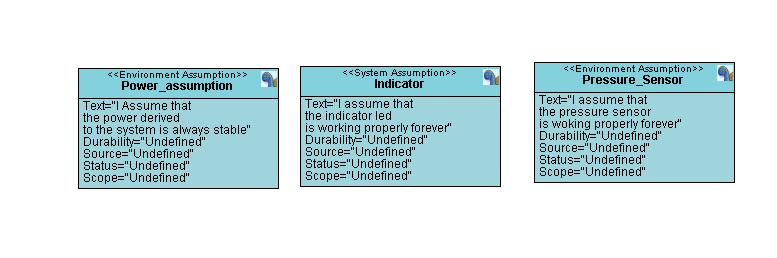 <<Environment Assumption>>
Power_assumption
Text="I Assume that
the power derived
to the system is always stable"
Durability="Undefined"
Source="Undefined"
Status="Undefined"
Scope="Undefined"
<<System Assumption>>
Indicator
Text="I assume that
the indicator led
is working properly forever"
Durability="Undefined"
Source="Undefined"
Status="Undefined"
Scope="Undefined"
<<Environment Assumption>>
Pressure_Sensor
Text="I assume that
the pressure sensor
is woking properly forever"
Durability="Undefined"
Source="Undefined"
Status="Undefined"
Scope="Undefined"